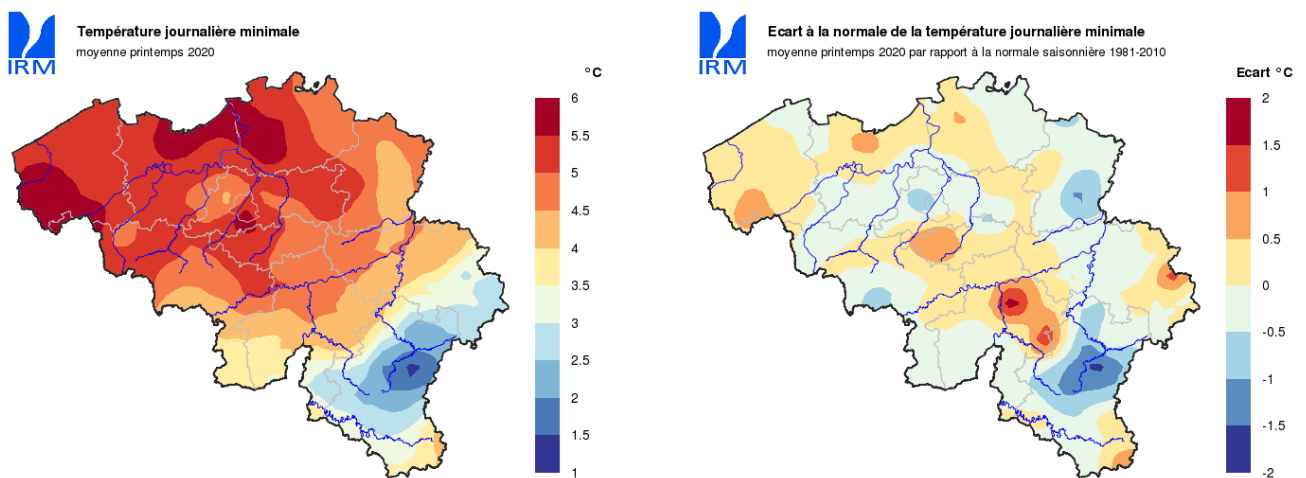 IRM
Température journalière minimale
moyenne printemps 2020
°C
6
5.5
5
4.5
4
3.5
3
2.5
2
1.5
1
IRM
Ecart à la normale de la température journalière minimale
moyenne printemps 2020 par rapport à la normale saisonnière 1981-2010
Ecart °C
2
1.5
1
0.5
0
-0.5
-1
-1.5
-2